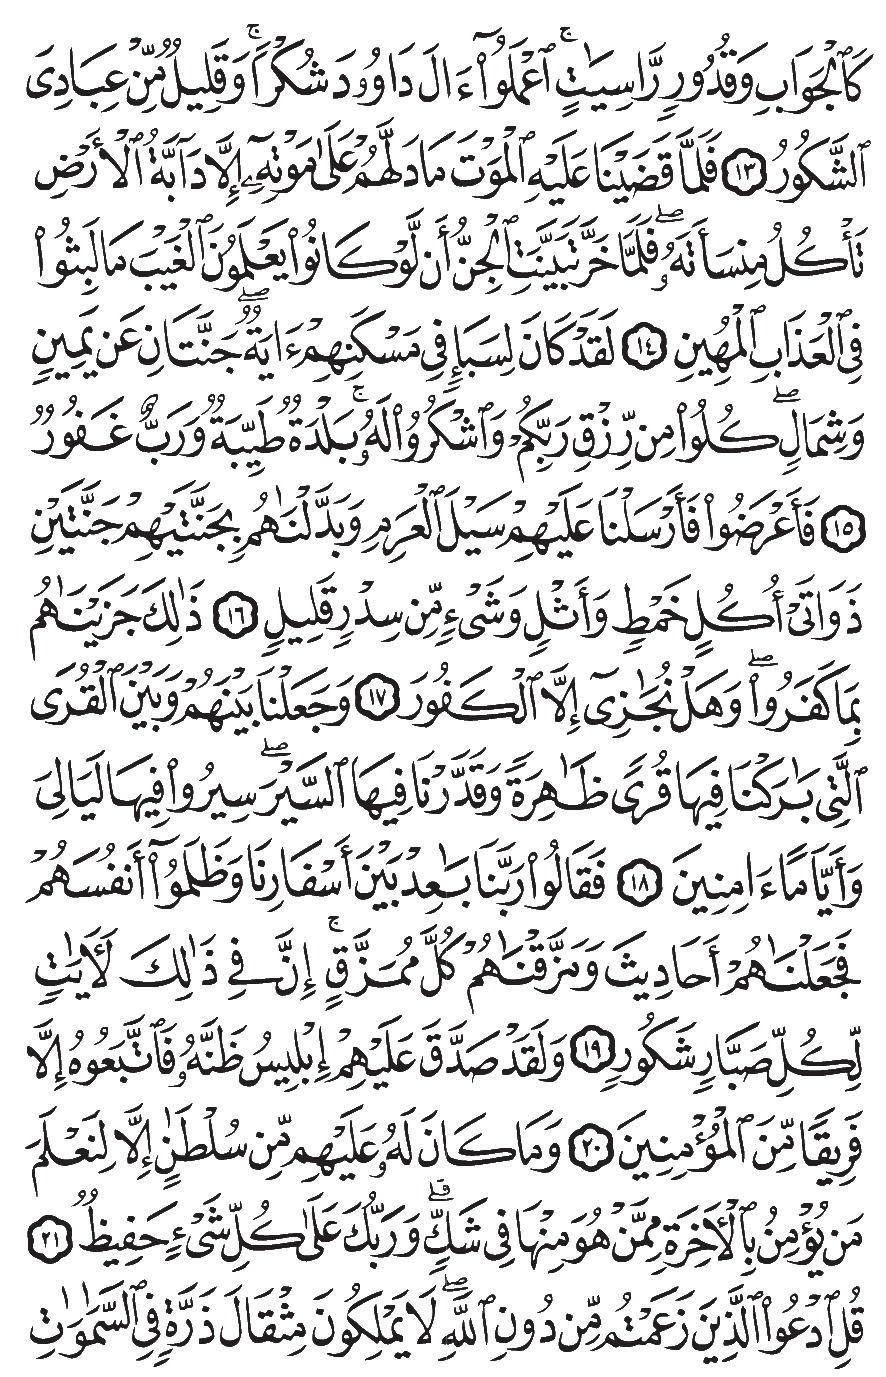 كَٱلْجَوَابِ وَقُدُورٍ رَّاسِيَٰتٍۚ ٱعْمَلُوٓا۟ ءَالَ دَاوُۥدَ شُكْرًاۚ وَقَلِيلٌ مِّنْ عِبَادِىَ
ٱلشَّكُورُ ١٣ فَلَمَّا قَضَيْنَا عَلَيْهِ ٱلْمَوْتَ مَا دَلَّهُمْ عَلَىٰ مَوْتِهِۦٓ إِلَّا دَآبَّةُ ٱلْأَرْضِ
تَأْكُلُ مِنسَأَتَهُۥۖ فَلَمَّا خَرَّ تَبَيَّنَتِ ٱلْجِنُّ أَن لَّوْ كَانُوا۟ يَعْلَمُونَ ٱلْغَيْبَ مَا لَبِثُوا۟
فِى ٱلْعَذَابِ ٱلْمُهِينِ ١٤ لَقَدْ كَانَ لِسَبَإٍ فِى مَسْكَنِهِمْ ءَايَةٌۖ جَنَّتَانِ عَن يَمِينٍ
وَشِمَالٍۖ كُلُوا۟ مِن رِّزْقِ رَبِّكُمْ وَٱشْكُرُوا۟ لَهُۥۚ بَلْدَةٌ طَيِّبَةٌ وَرَبٌّ غَفُورٌ
١٥ فَأَعْرَضُوا۟ فَأَرْسَلْنَا عَلَيْهِمْ سَيْلَ ٱلْعَرِمِ وَبَدَّلْنَٰهُم بِجَنَّتَيْهِمْ جَنَّتَيْنِ
ذَوَاتَىْ أُكُلٍ خَمْطٍ وَأَثْلٍ وَشَىْءٍ مِّن سِدْرٍ قَلِيلٍ ١٦ ذَٰلِكَ جَزَيْنَٰهُم
بِمَا كَفَرُوا۟ۖ وَهَلْ نُجَٰزِىٓ إِلَّا ٱلْكَفُورَ ١٧ وَجَعَلْنَا بَيْنَهُمْ وَبَيْنَ ٱلْقُرَى
ٱلَّتِى بَٰرَكْنَا فِيهَا قُرًى ظَٰهِرَةً وَقَدَّرْنَا فِيهَا ٱلسَّيْرَۖ سِيرُوا۟ فِيهَا لَيَالِىَ
وَأَيَّامًا ءَامِنِينَ ١٨ فَقَالُوا۟ رَبَّنَا بَٰعِدْ بَيْنَ أَسْفَارِنَا وَظَلَمُوٓا۟ أَنفُسَهُمْ
فَجَعَلْنَٰهُمْ أَحَادِيثَ وَمَزَّقْنَٰهُمْ كُلَّ مُمَزَّقٍۚ إِنَّ فِى ذَٰلِكَ لَءَايَٰتٍ
لِّكُلِّ صَبَّارٍ شَكُورٍ ١٩ وَلَقَدْ صَدَّقَ عَلَيْهِمْ إِبْلِيسُ ظَنَّهُۥ فَٱتَّبَعُوهُ إِلَّا
فَرِيقًا مِّنَ ٱلْمُؤْمِنِينَ ٢٠ وَمَا كَانَ لَهُۥ عَلَيْهِم مِّن سُلْطَٰنٍ إِلَّا لِنَعْلَمَ
مَن يُؤْمِنُ بِٱلْءَاخِرَةِ مِمَّنْ هُوَ مِنْهَا فِى شَكٍّۗ وَرَبُّكَ عَلَىٰ كُلِّ شَىْءٍ حَفِيظٌ ٢١
قُلِ ٱدْعُوا۟ ٱلَّذِينَ زَعَمْتُم مِّن دُونِ ٱللَّهِۖ لَا يَمْلِكُونَ مِثْقَالَ ذَرَّةٍ فِى ٱلسَّمَٰوَٰتِ